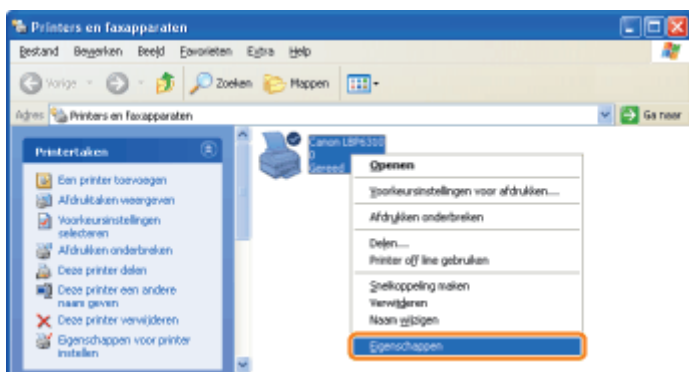 Printers en faxapparaten
Bestand Bewerken Beeld Favorieten Extra Help
Vorige Zoeken Mappen
Adres Printers en faxapparaten Ga naar
Printertaken
Een printer toevoegen
Afdruktaken weergeven
Voorkeursinstellingen
selecteren
Afdrukken onderbreken
Deze printer delen
Deze printer een andere
naam geven
Deze printer verwijderen
Eigenschappen voor printer
instellen
Canon LBP6300
0
Gereed
Openen
Voorkeursinstellingen voor afdrukken....
Afdrukken onderbreken
Delen....
Printer off line gebruiken
Snelkoppeling maken
Verwijderen
Naam wijzigen
Eigenschappen